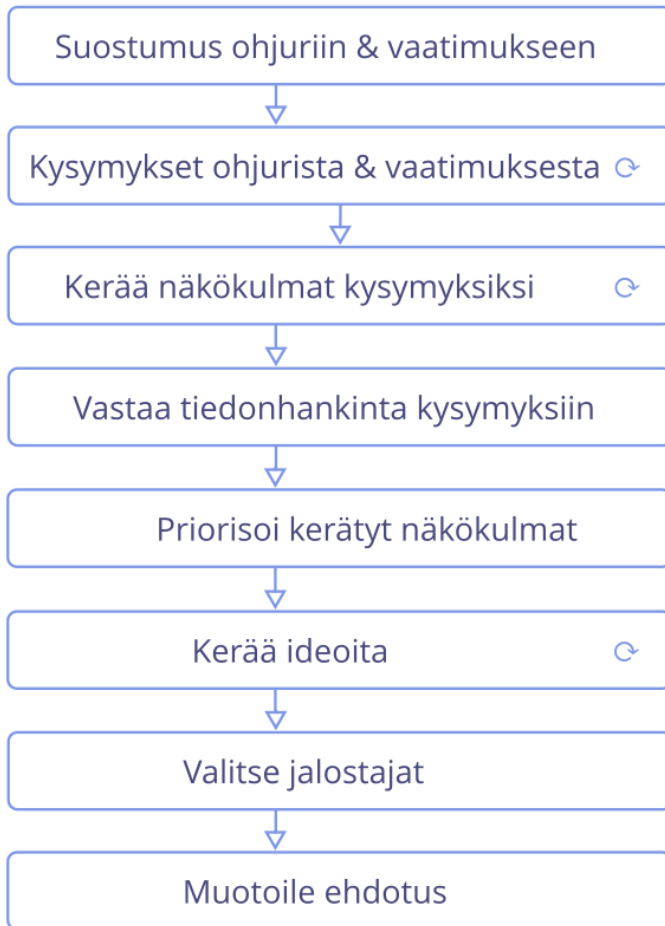 Suostumus ohjuriin & vaatimukseen
Kysymykset ohjurista & vaatimuksesta ⟳
Kerää näkökulmat kysymyksiksi ⟳
Vastaa tiedonhankinta kysymyksiin
Priorisoi kerätyt näkökulmat
Kerää ideoita ⟳
Valitse jalostajat
Muotoile ehdotus